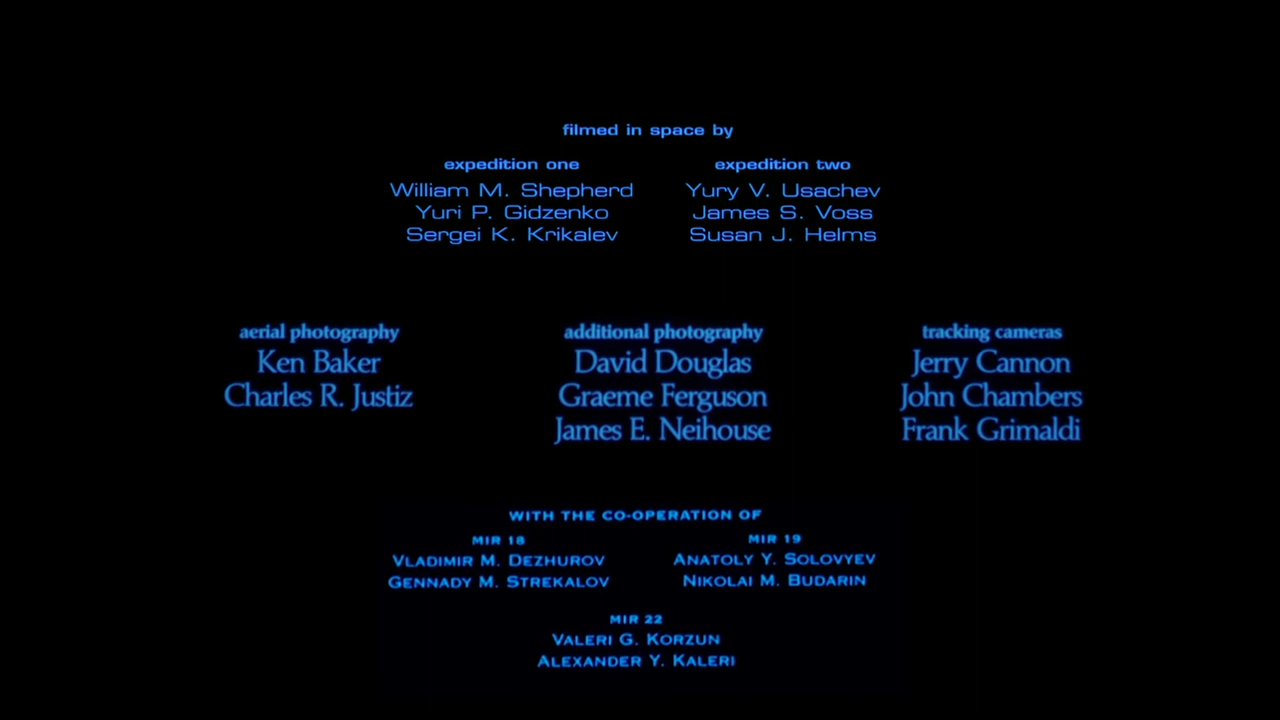 filmed in space by
expedition one
William M. Shepherd
Yuri P. Gidzenko
Sergei K. Krikalev
expedition two
Yury V. Usachev
James S. Voss
Susan J. Helms
aerial photography
Ken Baker
Charles R. Justiz
additional photography
David Douglas
Graeme Ferguson
James E. Neihouse
tracking cameras
Jerry Cannon
John Chambers
Frank Grimaldi
WITH THE CO-OPERATION OF
MIR 18
VLADIMIR M. DEZHUROV
GENNADY M. STREKALOV
MIR 19
ANATOLY Y. SOLOVYEV
NIKOLAI M. BUDARIN
MIR 22
VALERI G. KORZUN
ALEXANDER Y. KALERI